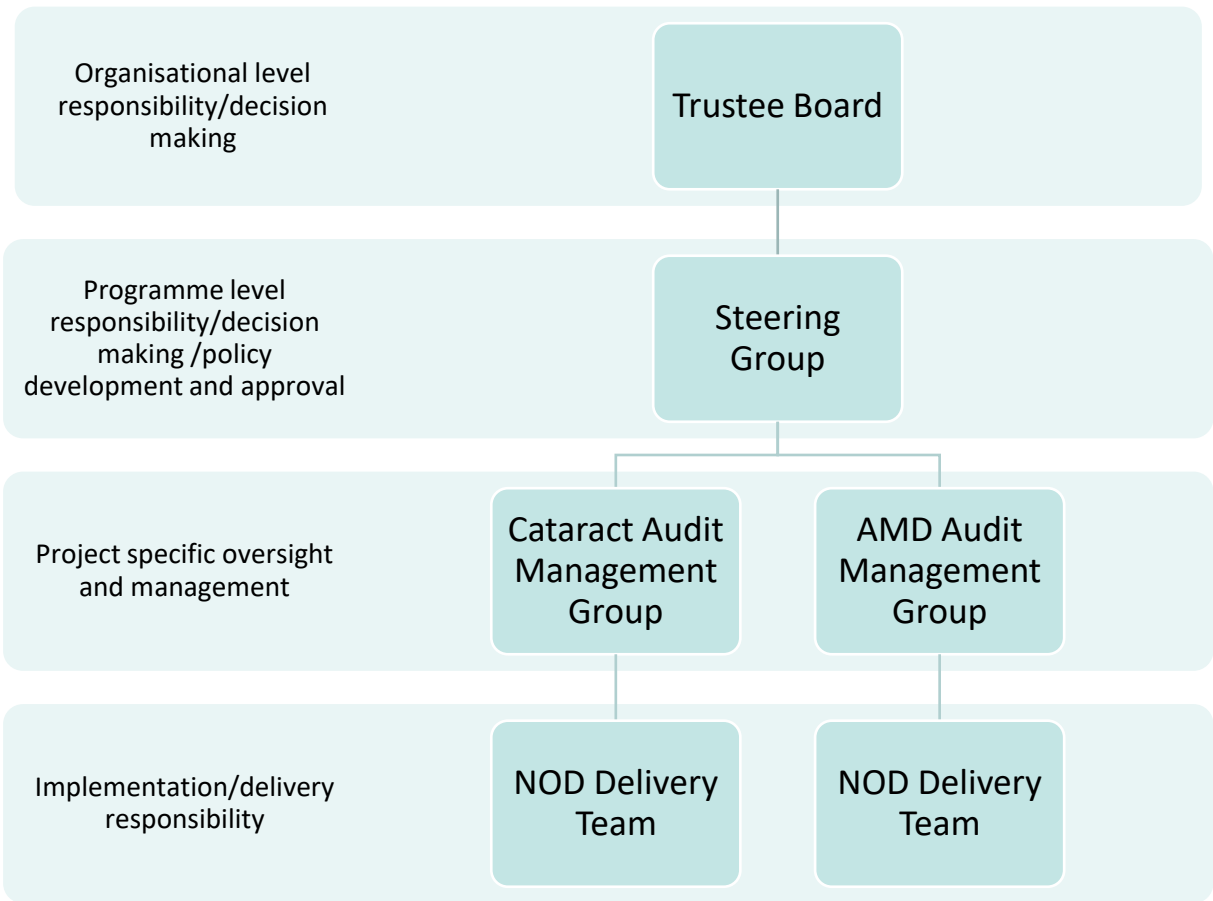 Organisational level
responsibility/decision
making
Trustee Board
Programme level
responsibility/decision
making /policy
development and approval
Steering
Group
Project specific oversight
and management
Cataract Audit
Management
Group
AMD Audit
Management
Group
Implementation/delivery
responsibility
NOD Delivery
Team
NOD Delivery
Team